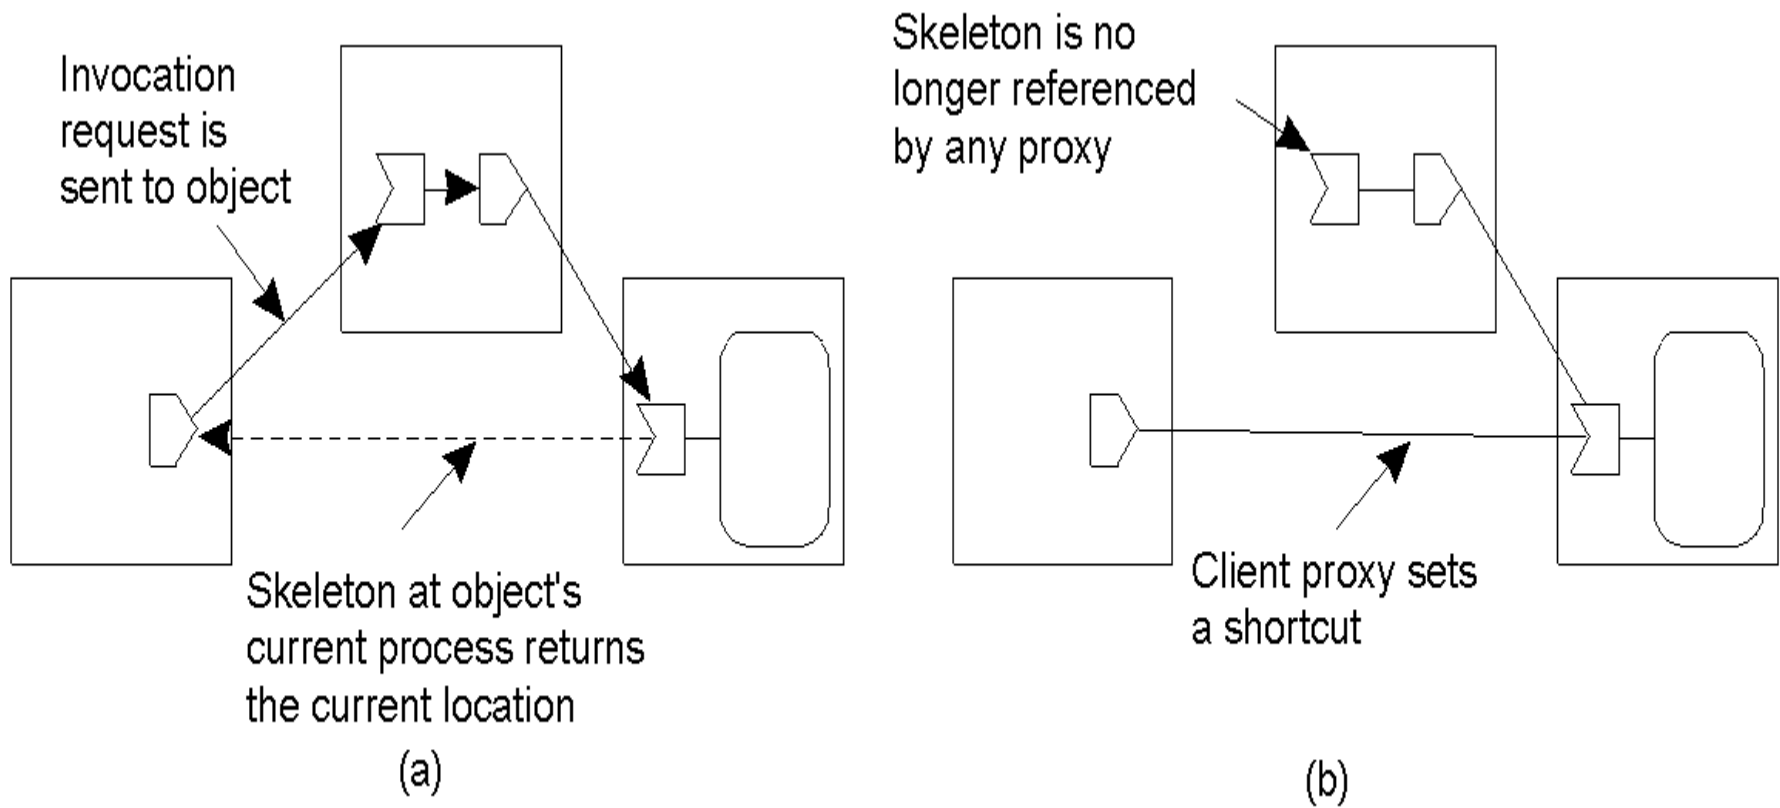 Invocation
request is
sent to object
Skeleton at object's
current process returns
the current location
(a)
Skeleton is no
longer referenced
by any proxy
Client proxy sets
a shortcut
(b)